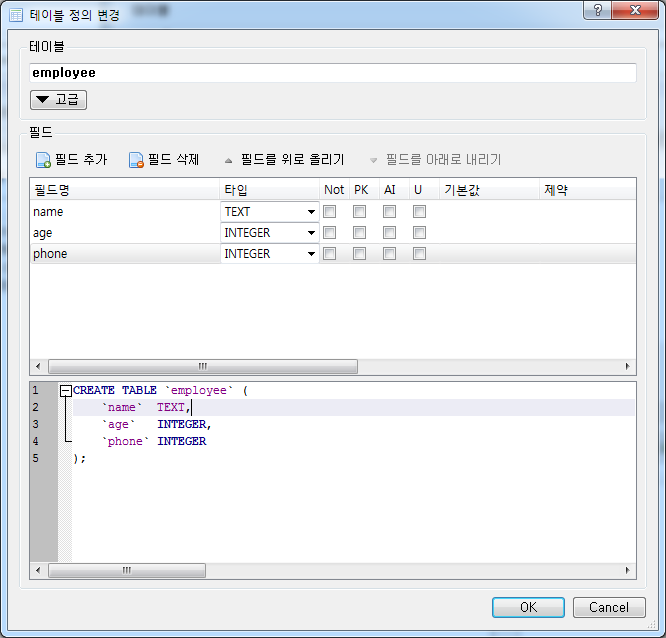 테이블 정의 변경
테이블
employee
고급
필드
필드 추가 필드 삭제 필드를 위로 올리기 필드를 아래로 내리기
필드명 타입 Not PK AI U 기본값 제약
name TEXT
age INTEGER
phone INTEGER
1 CREATE TABLE `employee` (
2 `name` TEXT,
3 `age` INTEGER,
4 `phone` INTEGER
5 );
OK Cancel